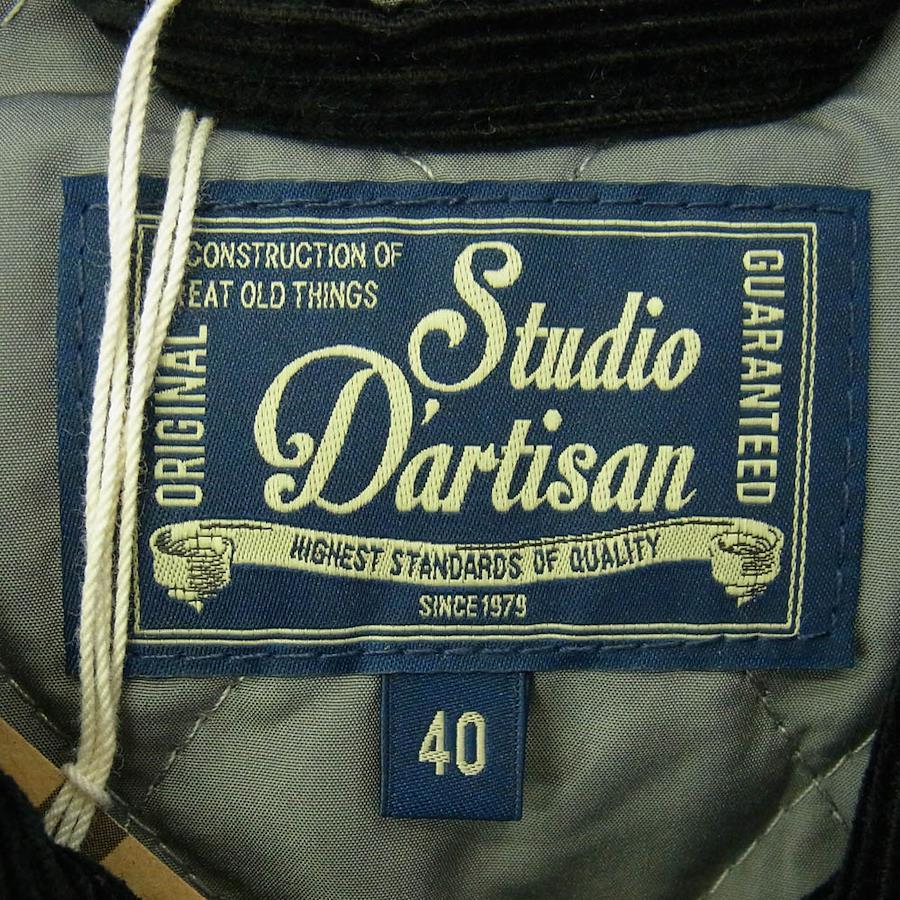 CONSTRUCTION OF
EAT OLD THINGS
Studio
D'artisan
ORIGINAL
GUARANTEED
HIGHEST STANDARDS OF QUALITY
SINCE 1979
40